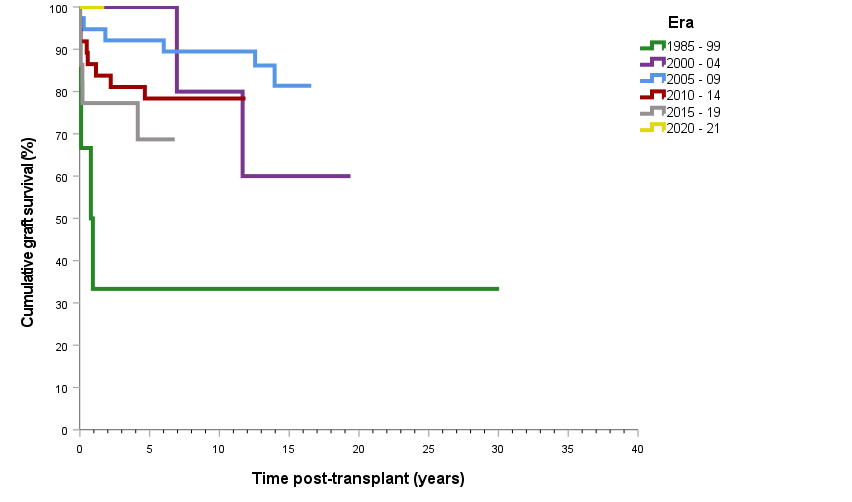 Era
1985 - 99
2000 - 04
2005 - 09
2010 - 14
2015 - 19
2020 - 21
Cumulative graft survival (%)
100
90
80
70
60
50
40
30
20
10
0
0 5 10 15 20 25 30 35 40
Time post-transplant (years)